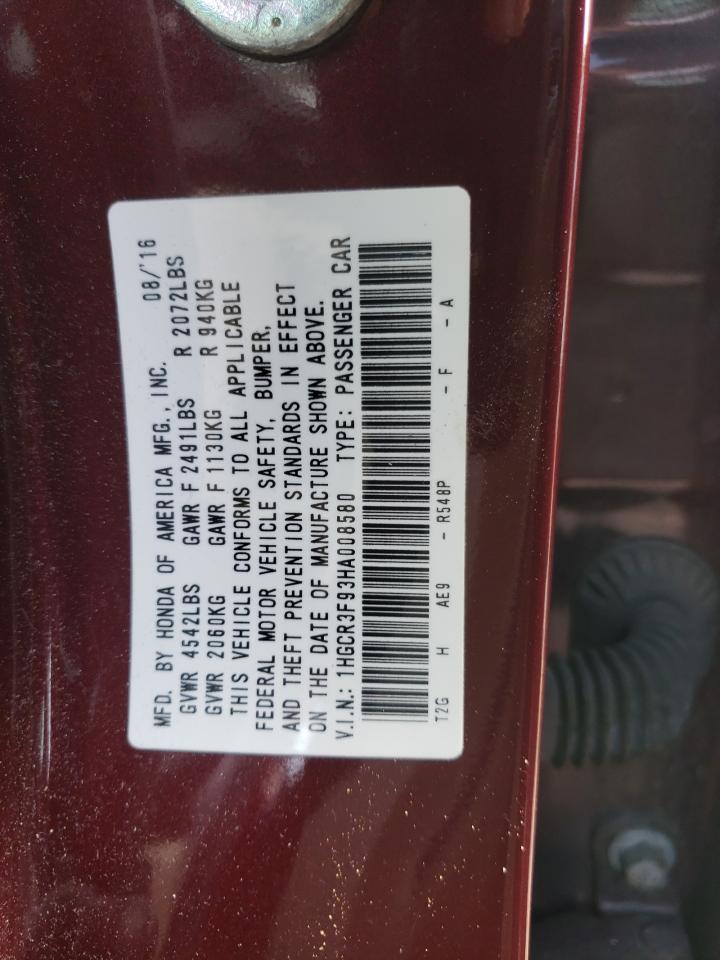 MFD. BY HONDA OF AMERICA MFG., INC. 08/'16
GVWR 4542LBS GAWR F 2491LBS R 2072LBS
GVWR 2060KG GAWR F 1130KG R 940KG
THIS VEHICLE CONFORMS TO ALL APPLICABLE
FEDERAL MOTOR VEHICLE SAFETY, BUMPER,
AND THEFT PREVENTION STANDARDS IN EFFECT
ON THE DATE OF MANUFACTURE SHOWN ABOVE.
V.I.N.: 1HGCR3F93HA008580 TYPE: PASSENGER CAR
T2G H AE9 - R548P - F - A